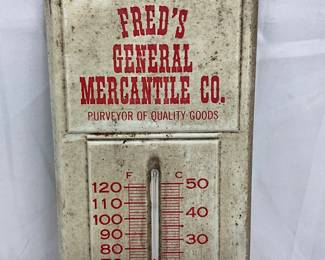 FRED'S
GENERAL
MERCANTILE CO.
PURVEYOR OF QUALITY GOODS
F C
120 50
110
100 40
90
80 30